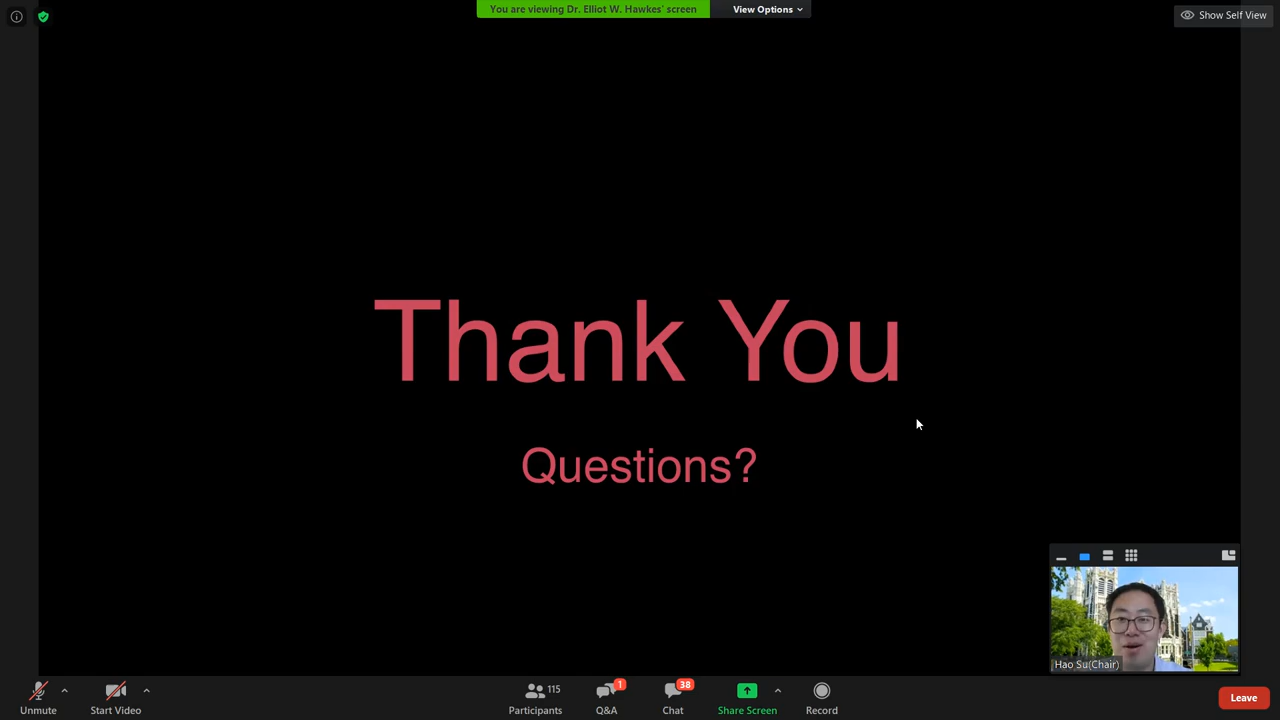 You are viewing Dr. Elliot W. Hawkes' screen
View Options
Show Self View
Thank You
Questions?
Hao Su(Chair)
Unmute
Start Video
115
Participants
1
Q&A
38
Chat
Share Screen
Record
Leave